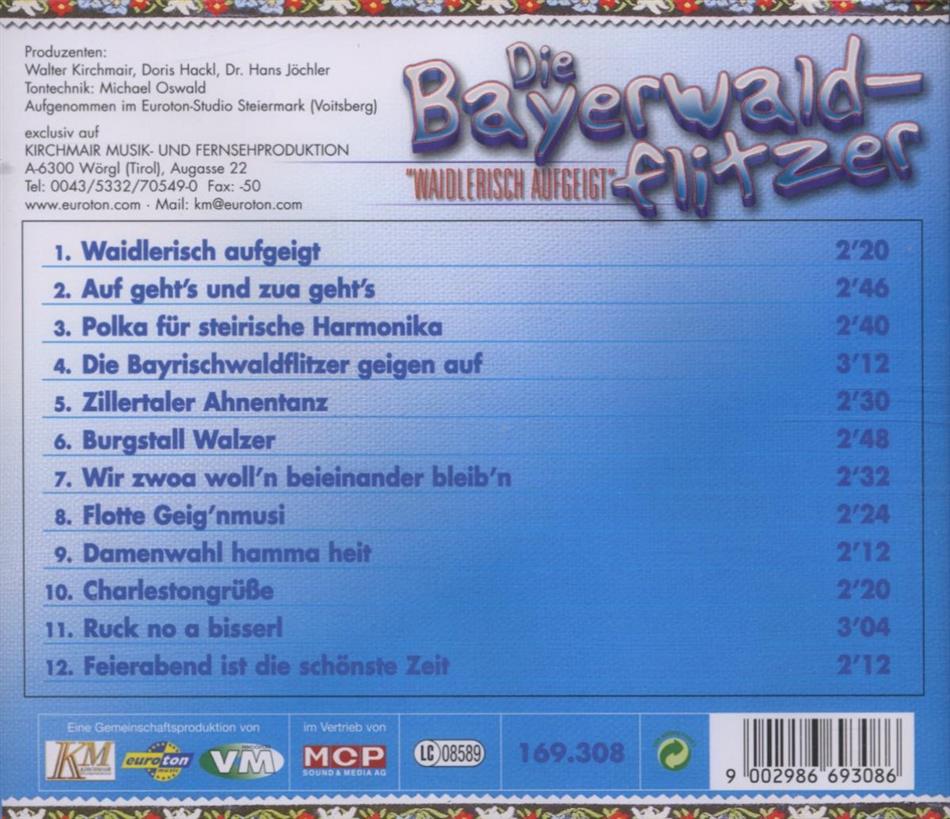 Produzenten:
Walter Kirchmair, Doris Hackl, Dr. Hans Jöchler
Tontechnik: Michael Oswald
Aufgenommen im Euroton-Studio Steiermark (Voitsberg)
exclusiv auf
KIRCHMAIR MUSIK- UND FERNSEHPRODUKTION
A-6300 Wörgl (Tirol), Augasse 22
Tel: 0043/5332/70549-0 Fax: -50
www.euroton.com · Mail: km@euroton.com
Die
Bayerwald-
flitzer
"WAIDLERISCH AUFGEIGT"
1. Waidlerisch aufgeigt 2'20
2. Auf geht's und zua geht's 2'46
3. Polka für steirische Harmonika 2'40
4. Die Bayrischwaldflitzer geigen auf 3'12
5. Zillertaler Ahnentanz 2'30
6. Burgstall Walzer 2'48
7. Wir zwoa woll'n beieinander bleib'n 2'32
8. Flotte Geig'nmusi 2'24
9. Damenwahl hamma heit 2'12
10. Charlestongrüße 2'20
11. Ruck no a bisserl 3'04
12. Feierabend ist die schönste Zeit 2'12
Eine Gemeinschaftsproduktion von
KM
KIRCHMAIR
euroton
music
VM
im Vertrieb von
MCP
SOUND & MEDIA AG
LC 08589
169.308
9 002986 693086